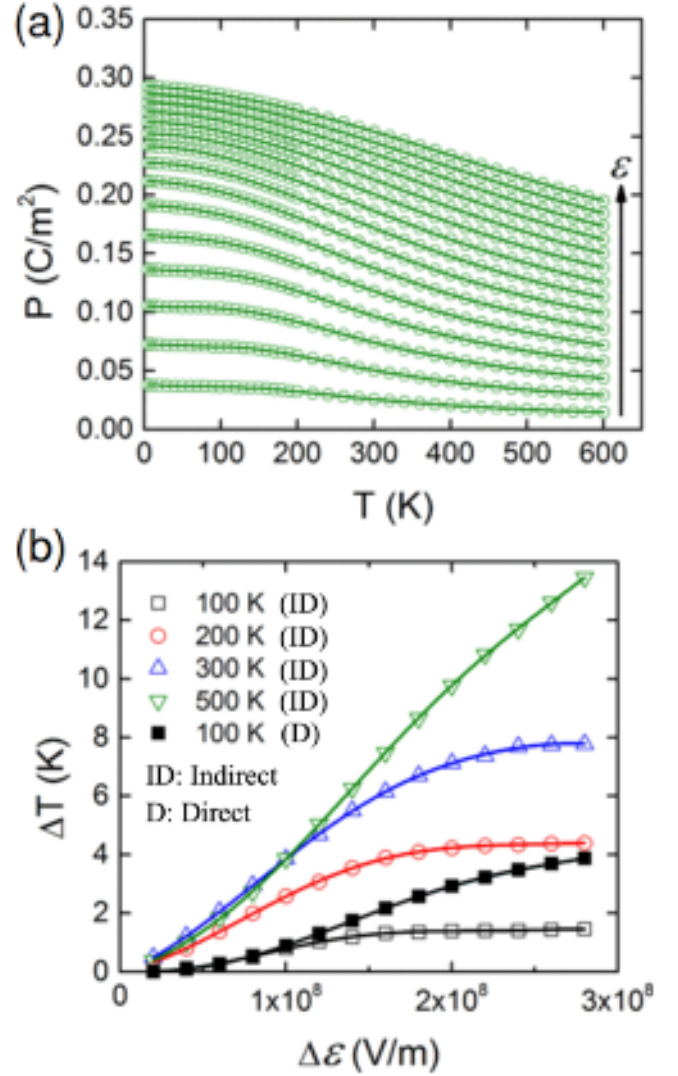 (a)
0.35
0.30
0.25
0.20
0.15
0.10
0.05
0.00
P (C/m²)
ε
0 100 200 300 400 500 600
T (K)
(b)
14
12
10
8
6
4
2
0
ΔT (K)
100 K (ID)
200 K (ID)
300 K (ID)
500 K (ID)
100 K (D)
ID: Indirect
D: Direct
0 1x10⁸ 2x10⁸ 3x10⁸
Δε (V/m)